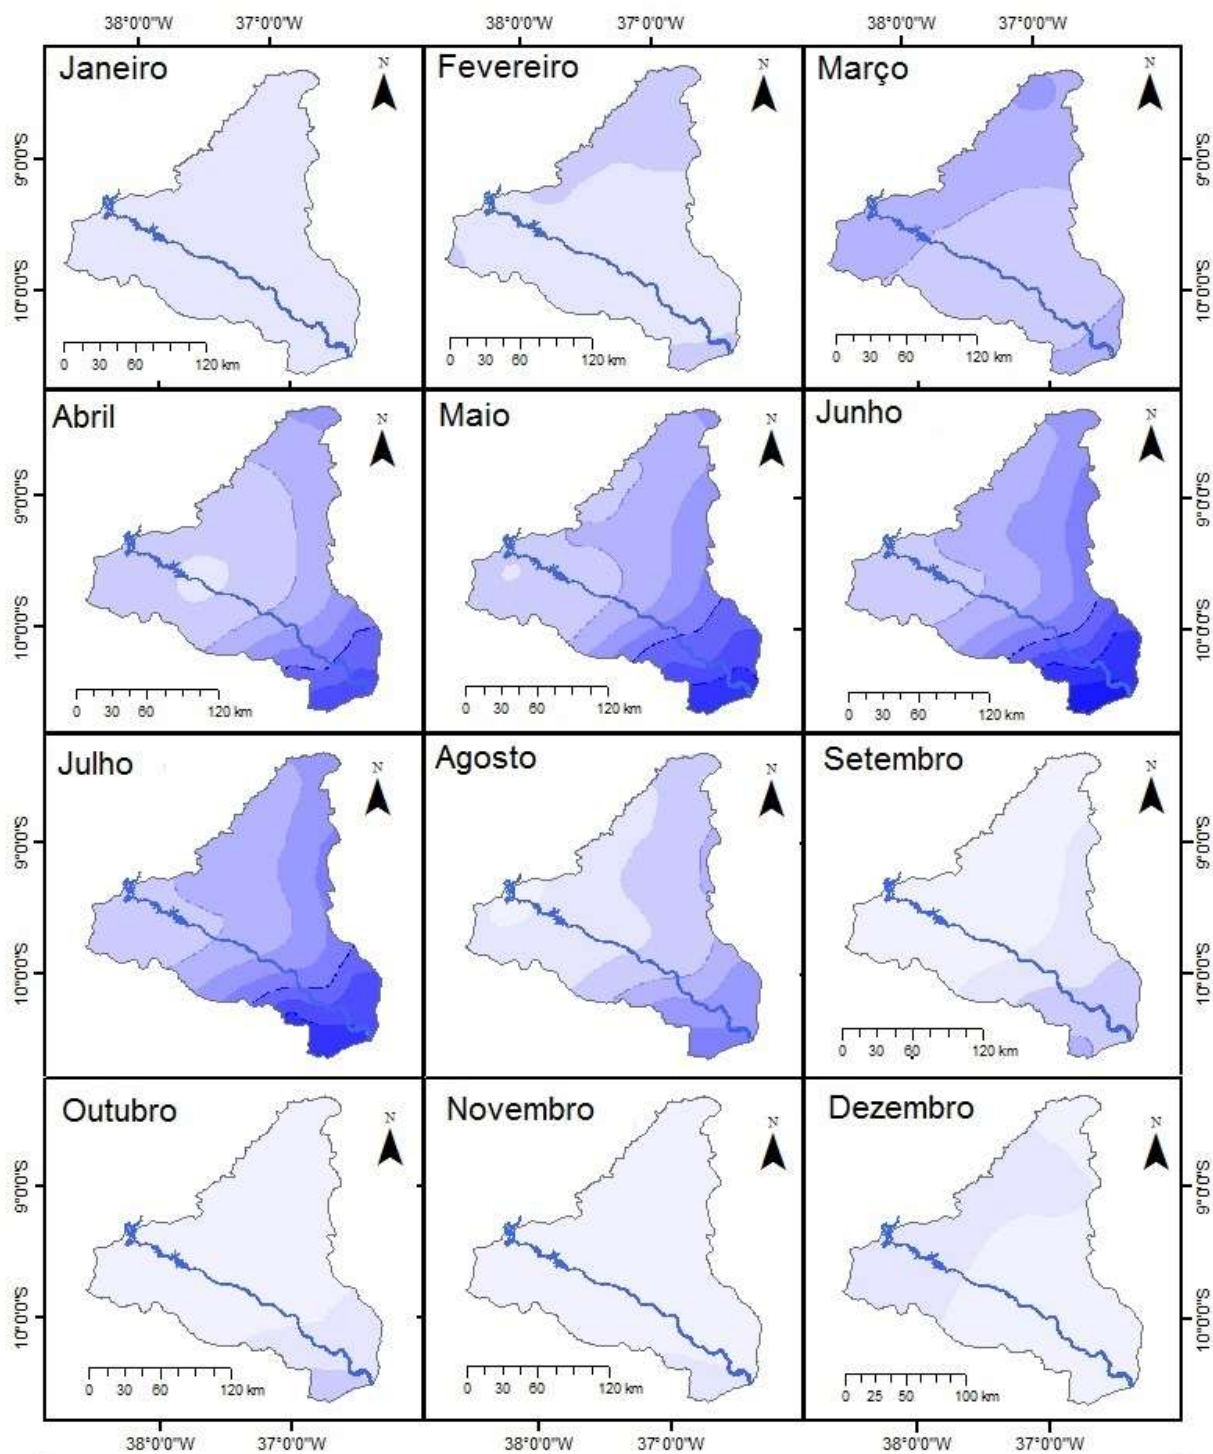 38°0'0"W 37°0'0"W 38°0'0"W 37°0'0"W 38°0'0"W 37°0'0"W
Janeiro N Fevereiro N Março N
9°0'0"S 9°0'0"S
10°0'0"S 10°0'0"S
0 30 60 120 km 0 30 60 120 km 0 30 60 120 km
Abril N Maio N Junho N
9°0'0"S 9°0'0"S
10°0'0"S 10°0'0"S
0 30 60 120 km 0 30 60 120 km 0 30 60 120 km
Julho N Agosto N Setembro N
9°0'0"S 9°0'0"S
10°0'0"S 10°0'0"S
0 30 60 120 km
Outubro N Novembro N Dezembro N
9°0'0"S 9°0'0"S
10°0'0"S 10°0'0"S
0 30 60 120 km 0 30 60 120 km 0 25 50 100 km
38°0'0"W 37°0'0"W 38°0'0"W 37°0'0"W 38°0'0"W 37°0'0"W